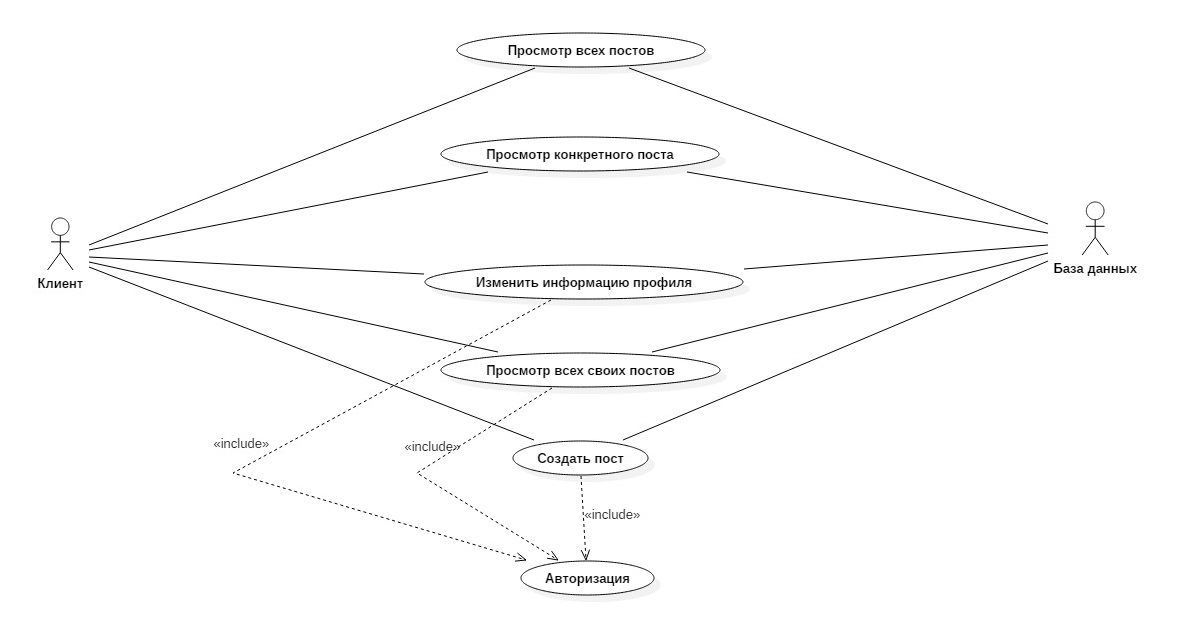 Просмотр всех постов
Просмотр конкретного поста
Клиент
База данных
Изменить информацию профиля
Просмотр всех своих постов
«include»
«include»
Создать пост
«include»
Авторизация